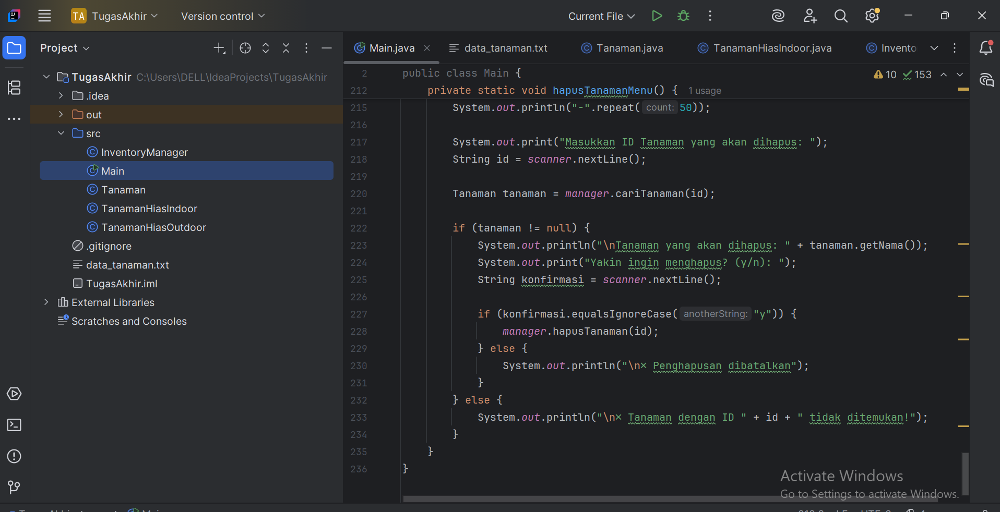 TA TugasAkhir Version control Current File
Project
Main.java data_tanaman.txt Tanaman.java TanamanHiasIndoor.java Invento
TugasAkhir C:\Users\DELL\IdeaProjects\TugasAkhir
.idea
out
src
InventoryManager
Main
Tanaman
TanamanHiasIndoor
TanamanHiasOutdoor
.gitignore
data_tanaman.txt
TugasAkhir.iml
External Libraries
Scratches and Consoles
10 153
2 public class Main {
212 private static void hapusTanamanMenu() { 1 usage
215 System.out.println("-".repeat( count: 50));
216
217 System.out.print("Masukkan ID Tanaman yang akan dihapus: ");
218 String id = scanner.nextLine();
219
220 Tanaman tanaman = manager.cariTanaman(id);
221
222 if (tanaman != null) {
223 System.out.println("\nTanaman yang akan dihapus: " + tanaman.getNama());
224 System.out.print("Yakin ingin menghapus? (y/n): ");
225 String konfirmasi = scanner.nextLine();
226
227 if (konfirmasi.equalsIgnoreCase( anotherString: "y")) {
228 manager.hapusTanaman(id);
229 } else {
230 System.out.println("\n× Penghapusan dibatalkan");
231 }
232 } else {
233 System.out.println("\n× Tanaman dengan ID " + id + " tidak ditemukan!");
234 }
235 }
236 }
Activate Windows
Go to Settings to activate Windows.